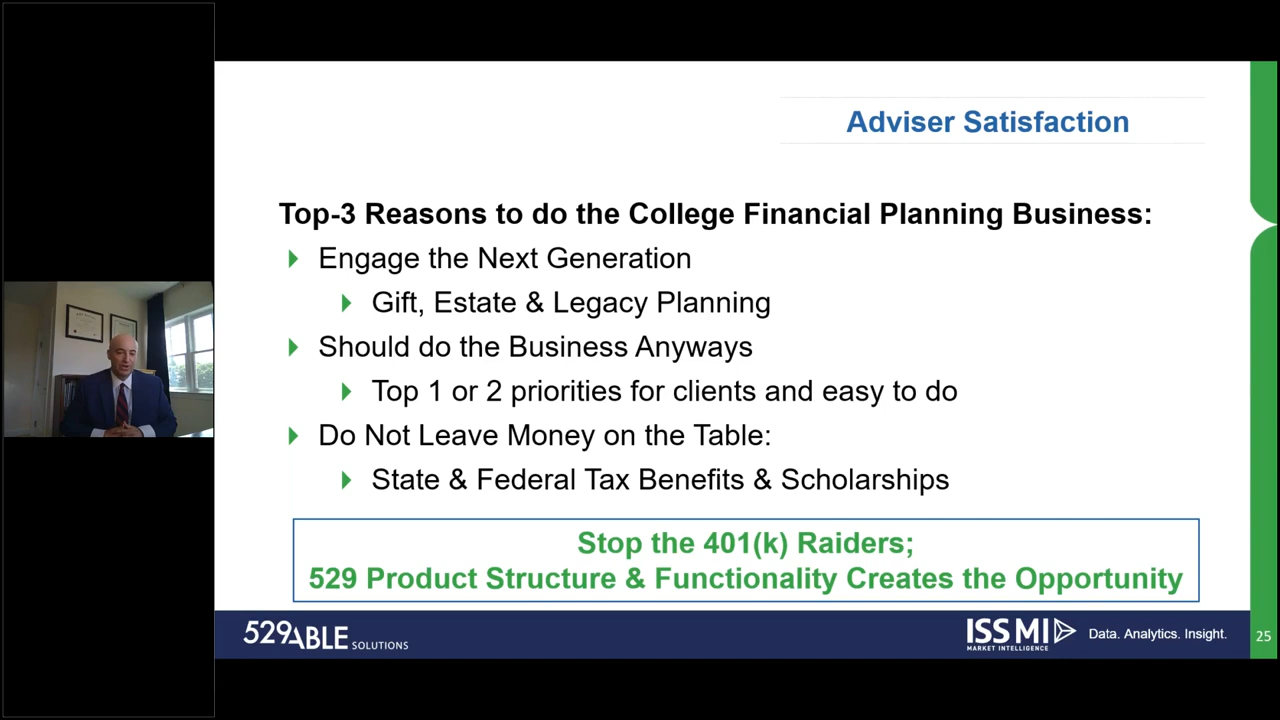 Adviser Satisfaction
Top-3 Reasons to do the College Financial Planning Business:
Engage the Next Generation
Gift, Estate & Legacy Planning
Should do the Business Anyways
Top 1 or 2 priorities for clients and easy to do
Do Not Leave Money on the Table:
State & Federal Tax Benefits & Scholarships
Stop the 401(k) Raiders;
529 Product Structure & Functionality Creates the Opportunity
529ABLE SOLUTIONS
ISS MI
MARKET INTELLIGENCE
Data. Analytics. Insight.
25